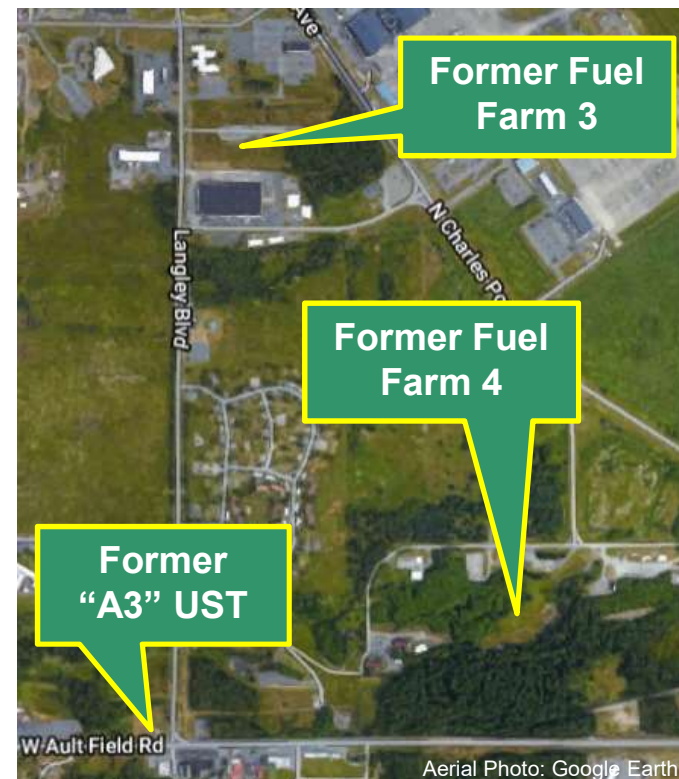 Ave
Former Fuel
Farm 3
N Charles Po
Langley Blvd
Former Fuel
Farm 4
Former
“A3” UST
W Ault Field Rd
Aerial Photo: Google Earth